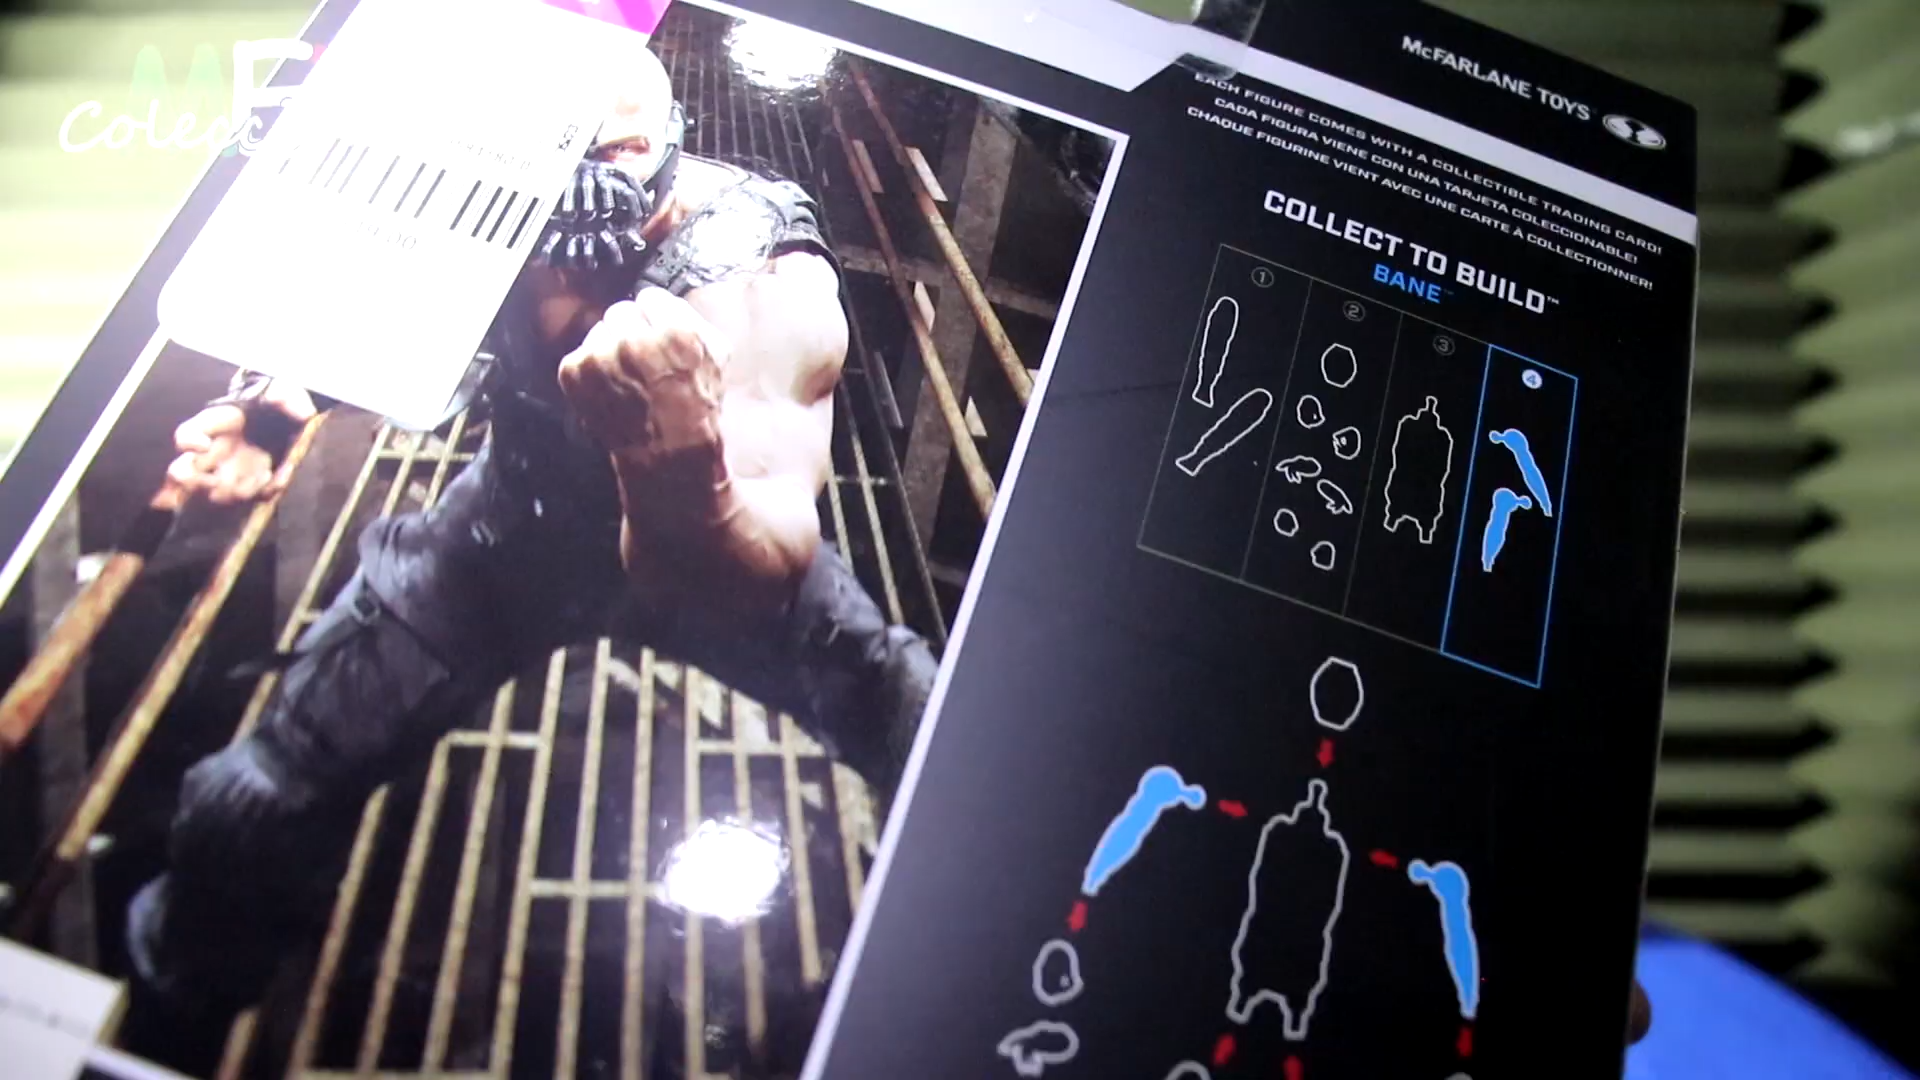 Colecc
McFARLANE TOYS
EACH FIGURE COMES WITH A COLLECTIBLE TRADING CARD!
CADA FIGURA VIENE CON UNA TARJETA COLECCIONABLE!
CHAQUE FIGURINE VIENT AVEC UNE CARTE À COLLECTIONNER!
COLLECT TO BUILD™
BANE™
1
2
3
4